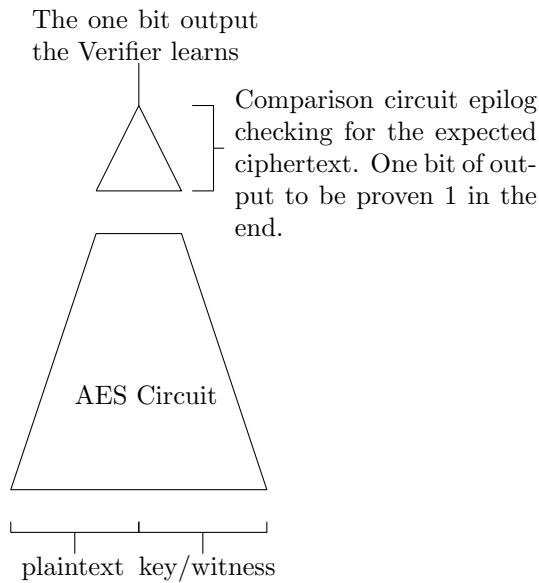 The one bit output
the Verifier learns
Comparison circuit epilog
checking for the expected
ciphertext. One bit of out-
put to be proven 1 in the
end.
AES Circuit
plaintext key/witness